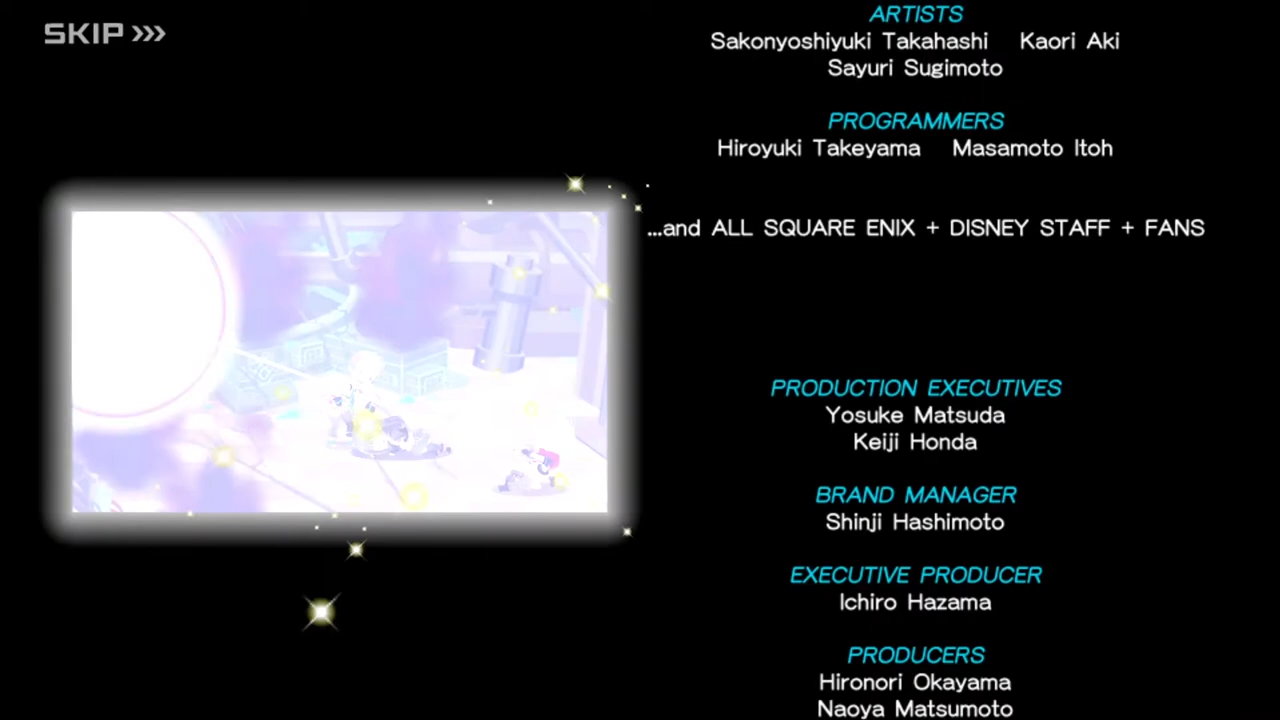 SKIP >>>
ARTISTS
Sakonyoshiyuki Takahashi Kaori Aki
Sayuri Sugimoto
PROGRAMMERS
Hiroyuki Takeyama Masamoto Itoh
...and ALL SQUARE ENIX + DISNEY STAFF + FANS
PRODUCTION EXECUTIVES
Yosuke Matsuda
Keiji Honda
BRAND MANAGER
Shinji Hashimoto
EXECUTIVE PRODUCER
Ichiro Hazama
PRODUCERS
Hironori Okayama
Naoya Matsumoto